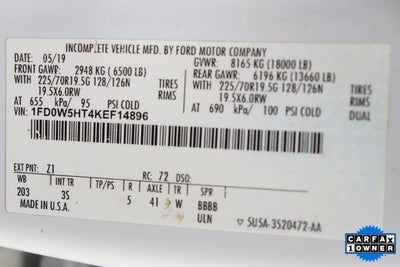 INCOMPLETE VEHICLE MFD. BY FORD MOTOR COMPANY
DATE: 05/19 GVWR: 8165 KG (18000 LB)
FRONT GAWR: 2948 KG ( 6500 LB) REAR GAWR: 6196 KG (13660 LB)
WITH 225/70R19.5G 128/126N TIRES WITH 225/70R19.5G 128/126N TIRES
19.5X6.0RW RIMS 19.5X6.0RW RIMS
AT 655 kPa/ 95 PSI COLD AT 690 kPa/ 100 PSI COLD
VIN: 1FD0W5HT4KEF14896
EXT PNT: Z1 RC: 72 DSO:
WB INT TR TP/PS R AXLE TR SPR
203 3S 5 41 W BBBB
MADE IN U.S.A. ULN
5USA-3520472-AA
CARFAX
1OWNER